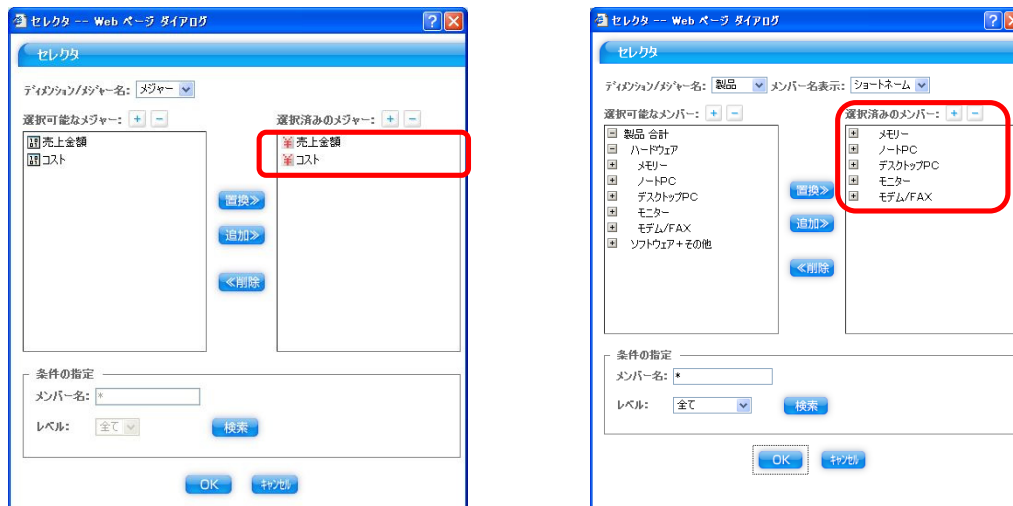 セレクタ -- Web ページ ダイアログ
セレクタ
ディメンション/メジャー名: メジャー
選択可能なメジャー: + -
選択済みのメジャー: + -
売上金額
コスト
売上金額
コスト
置換≫
追加≫
≪削除
条件の指定
メンバー名: *
レベル: 全て 検索
OK キャンセル
セレクタ -- Web ページ ダイアログ
セレクタ
ディメンション/メジャー名: 製品 メンバー名表示: ショートネーム
選択可能なメンバー: + -
選択済みのメンバー: + -
製品 合計
ハードウェア
メモリー
ノートPC
デスクトップPC
モニター
モデム/FAX
ソフトウェア+その他
メモリー
ノートPC
デスクトップPC
モニター
モデム/FAX
置換≫
追加≫
≪削除
条件の指定
メンバー名: *
レベル: 全て 検索
OK キャンセル